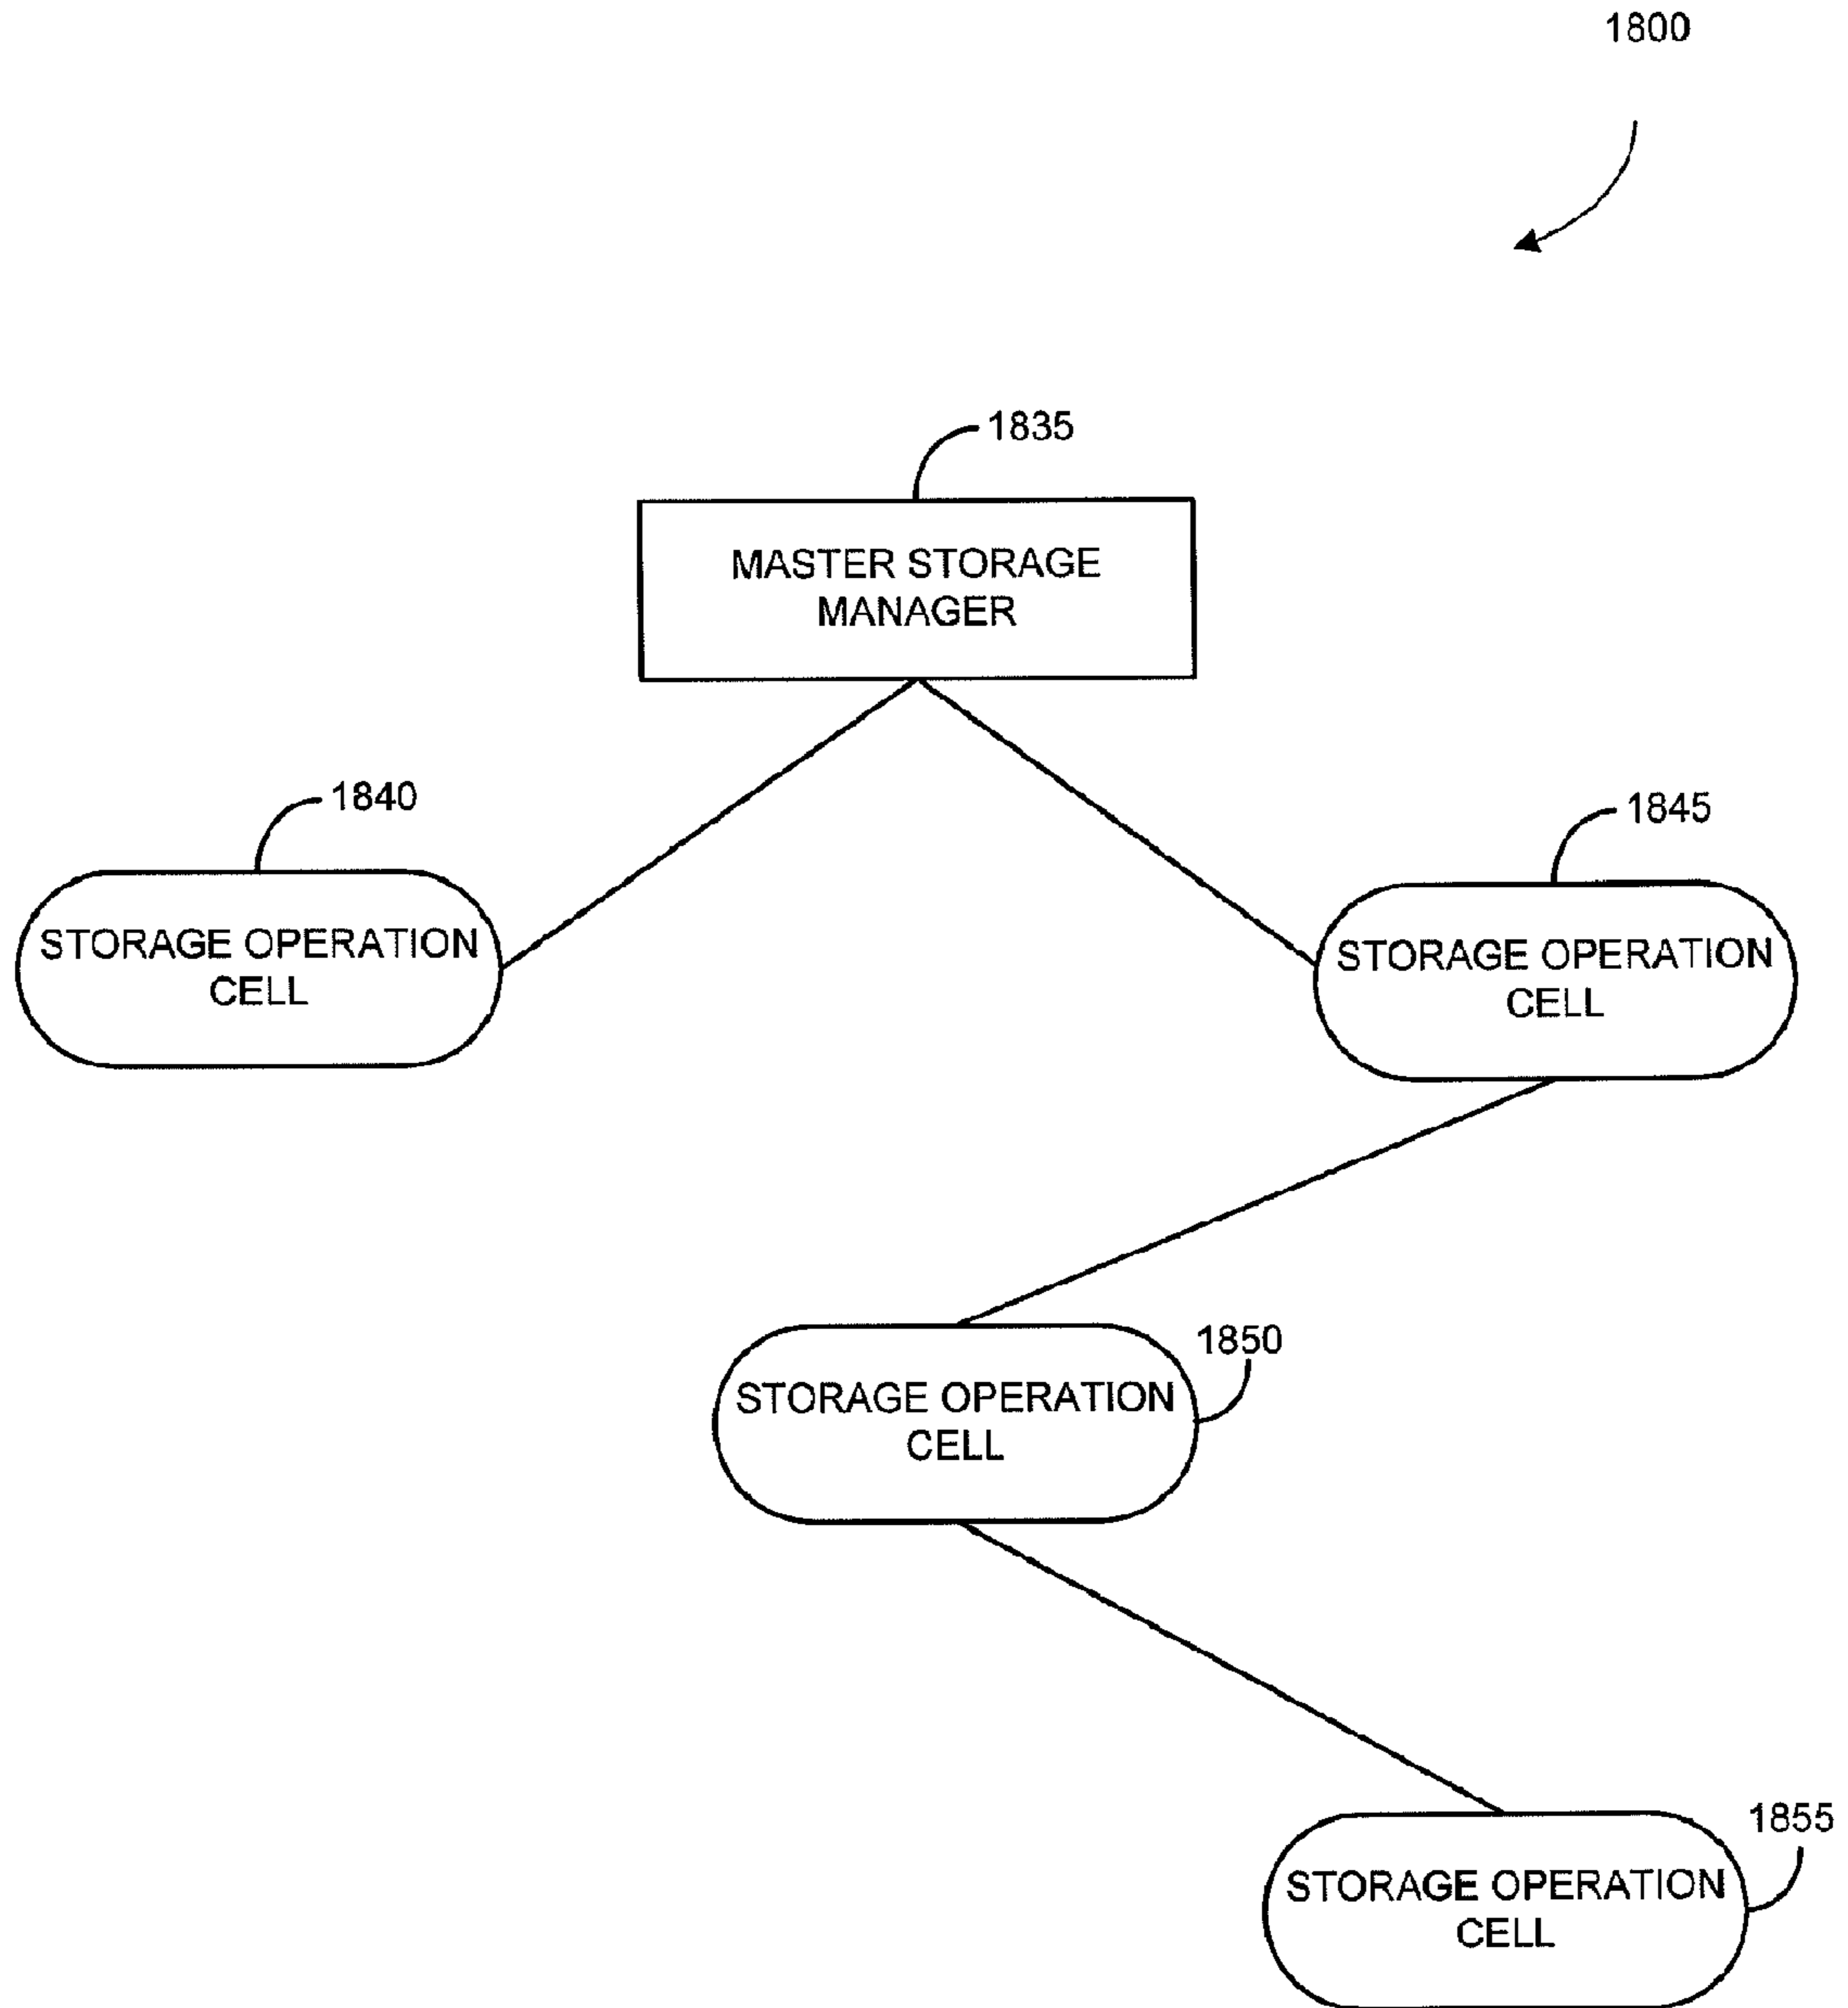 1800
1835
MASTER STORAGE
MANAGER
1840
1845
STORAGE OPERATION
CELL
STORAGE OPERATION
CELL
1850
STORAGE OPERATION
CELL
1855
STORAGE OPERATION
CELL